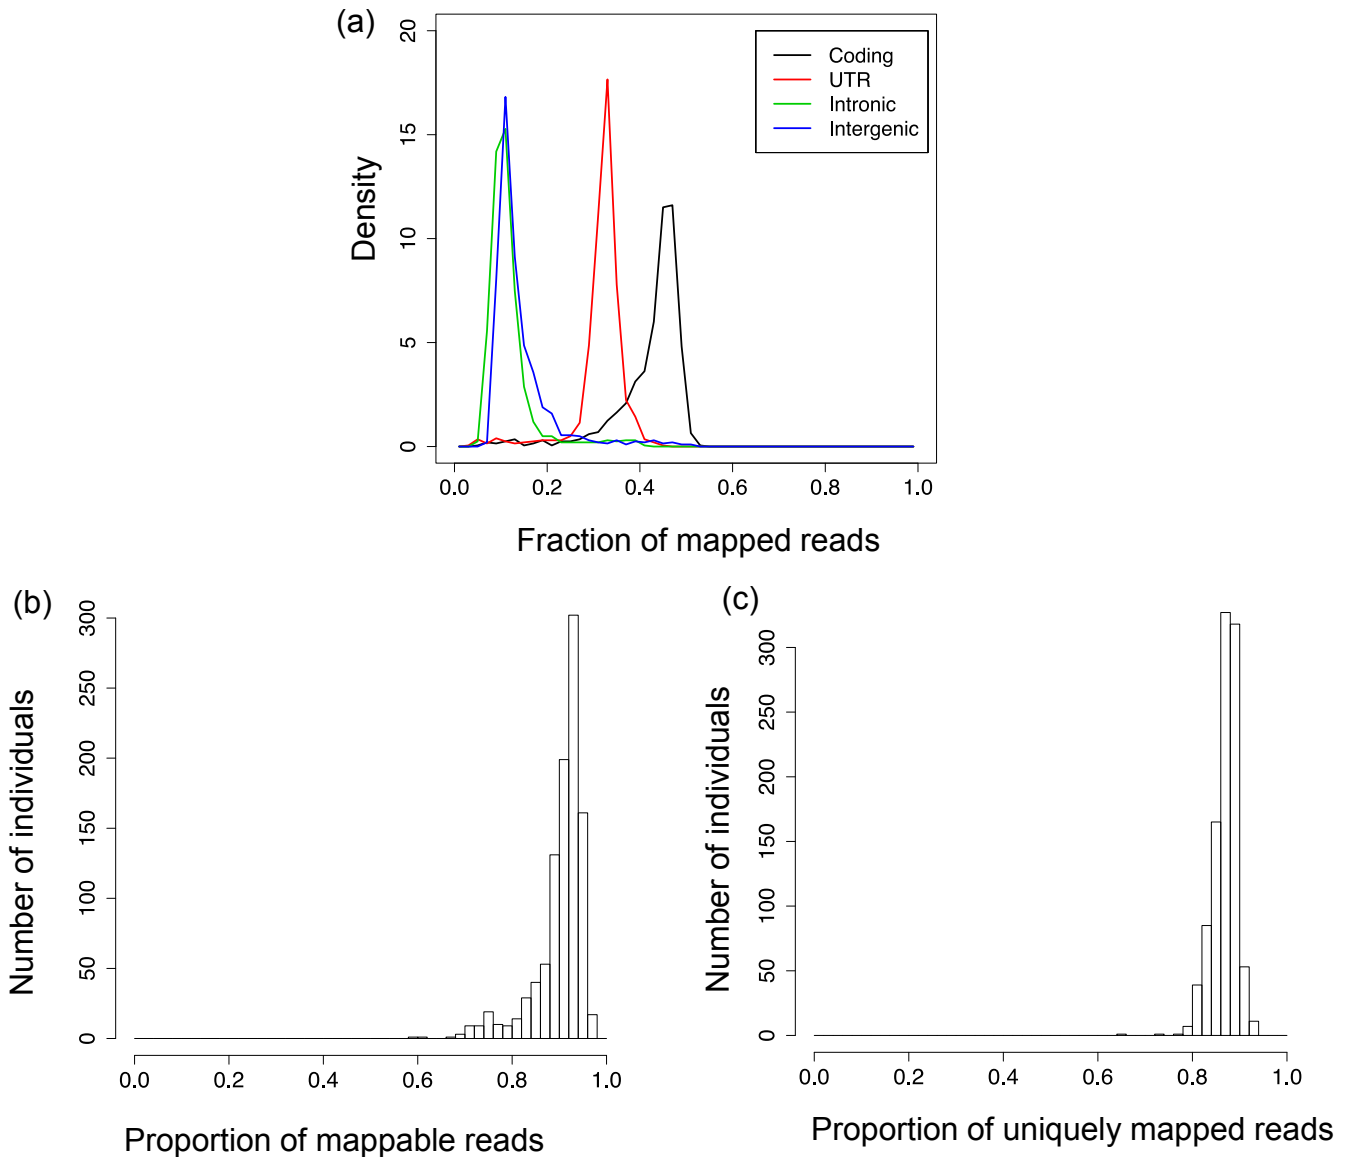 (a)
20
15
10
5
0
Density
Coding
UTR
Intronic
Intergenic
0.0 0.2 0.4 0.6 0.8 1.0
Fraction of mapped reads
(b)
300
250
200
150
100
50
0
Number of individuals
0.0 0.2 0.4 0.6 0.8 1.0
Proportion of mappable reads
(c)
300
250
200
150
100
50
0
Number of individuals
0.0 0.2 0.4 0.6 0.8 1.0
Proportion of uniquely mapped reads